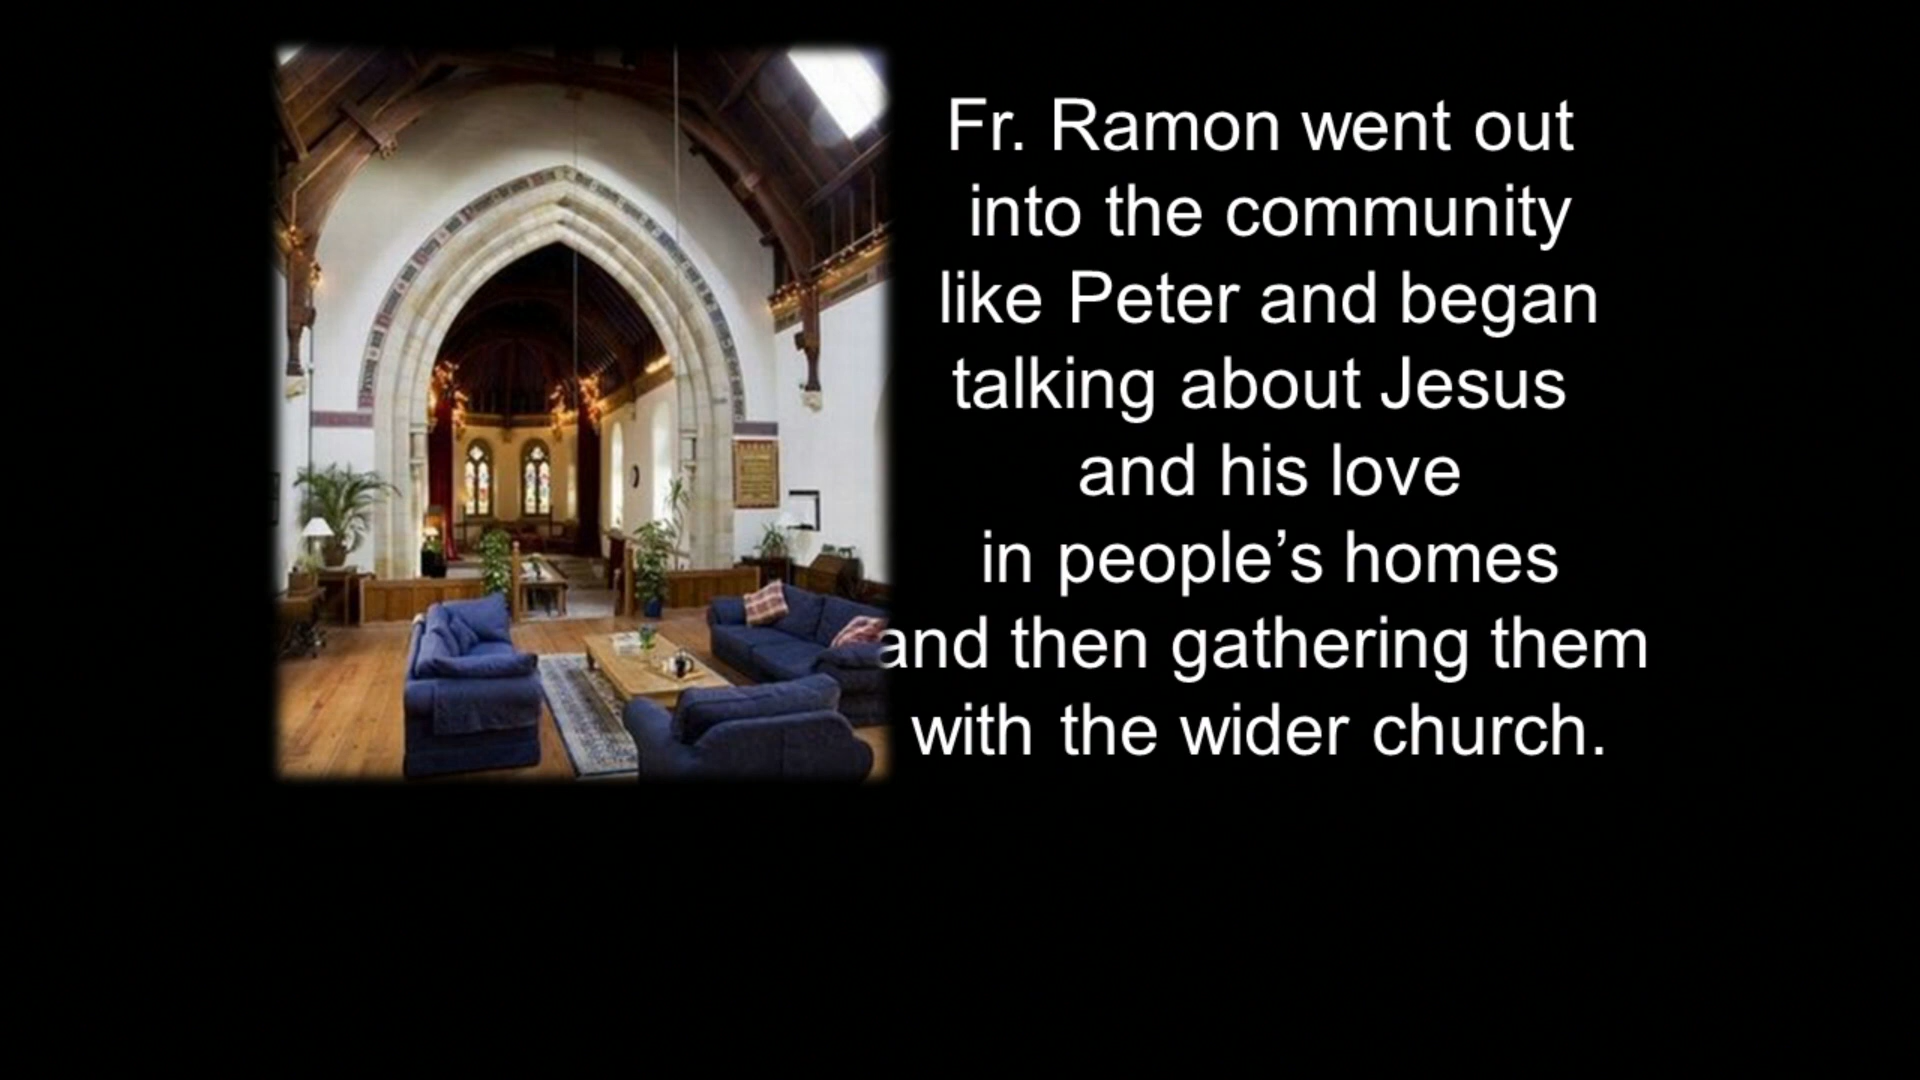 Fr. Ramon went out
into the community
like Peter and began
talking about Jesus
and his love
in people’s homes
and then gathering them
with the wider church.